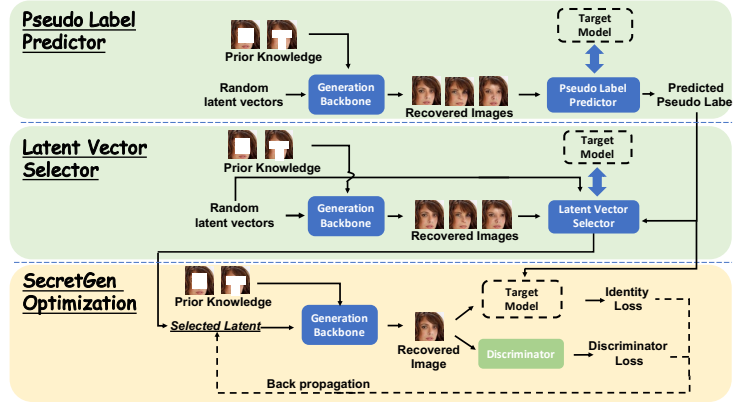 Pseudo Label
Predictor
Prior Knowledge
Random
latent vectors
Generation
Backbone
Recovered Images
Target
Model
Pseudo Label
Predictor
Predicted
Pseudo Labe
Latent Vector
Selector
Prior Knowledge
Random
latent vectors
Generation
Backbone
Recovered Images
Target
Model
Latent Vector
Selector
SecretGen
Optimization
Prior Knowledge
Selected Latent
Generation
Backbone
Recovered
Image
Target
Model
Discriminator
Identity
Loss
Discriminator
Loss
Back propagation